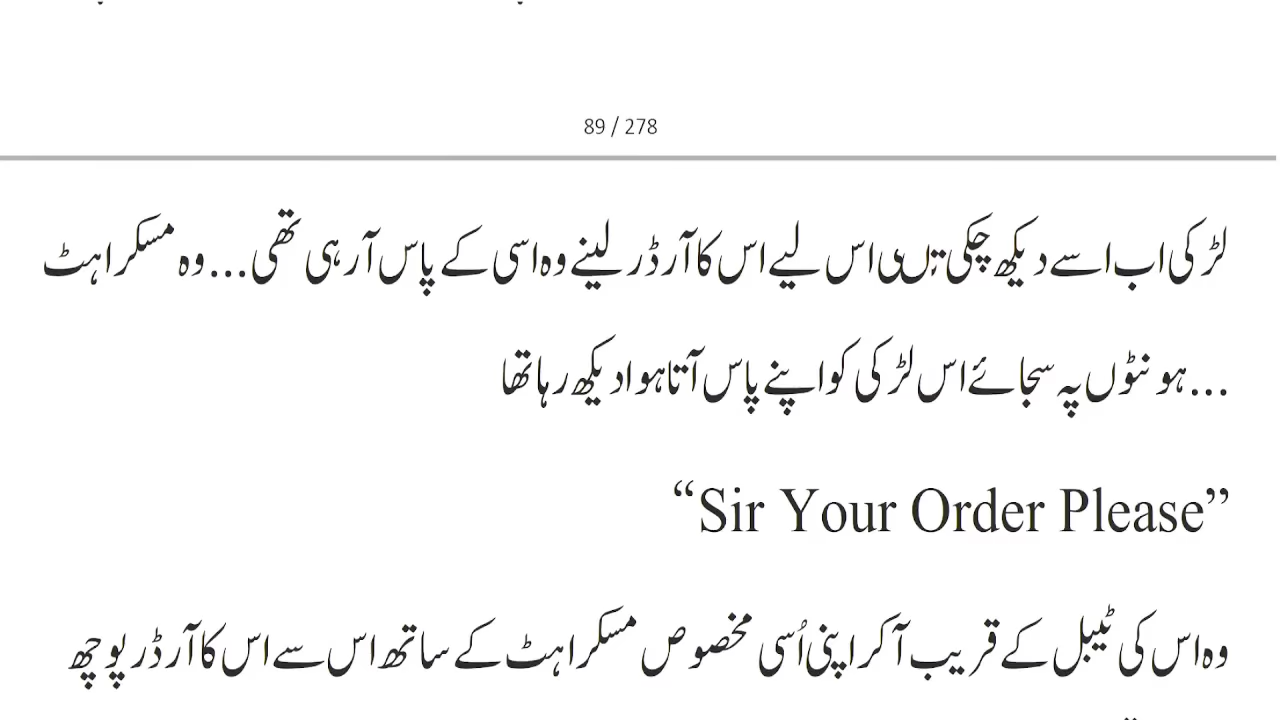 89 / 278
لڑکی اب اسے دیکھ چکی اس لیے اس کا آرڈر لینے وہ اسی کے پاس آ رہی تھی... وہ مسکراہٹ
...ہونٹوں پہ سجائے اس لڑکی کو اپنے پاس آتا ہوا دیکھ رہا تھا
“Sir Your Order Please”
وہ اس کی ٹیبل کے قریب آ کر اپنی اُسی مخصوص مسکراہٹ کے ساتھ اس سے اس کا آرڈر پوچھ